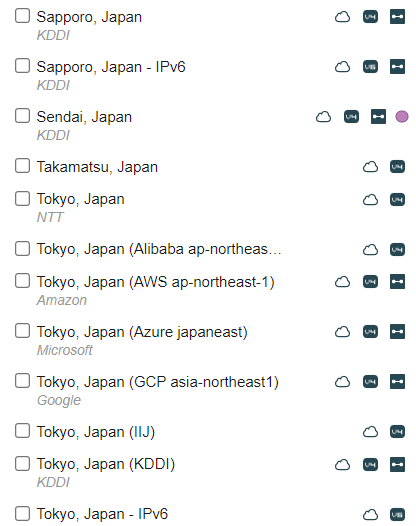 Sapporo, Japan V4
KDDI
Sapporo, Japan - IPv6 V6
KDDI
Sendai, Japan V4
KDDI
Takamatsu, Japan V4
Tokyo, Japan V4
NTT
Tokyo, Japan (Alibaba ap-northeas… V4
Tokyo, Japan (AWS ap-northeast-1) V4
Amazon
Tokyo, Japan (Azure japaneast) V4
Microsoft
Tokyo, Japan (GCP asia-northeast1) V4
Google
Tokyo, Japan (IIJ) V4
Tokyo, Japan (KDDI) V4
KDDI
Tokyo, Japan - IPv6 V6